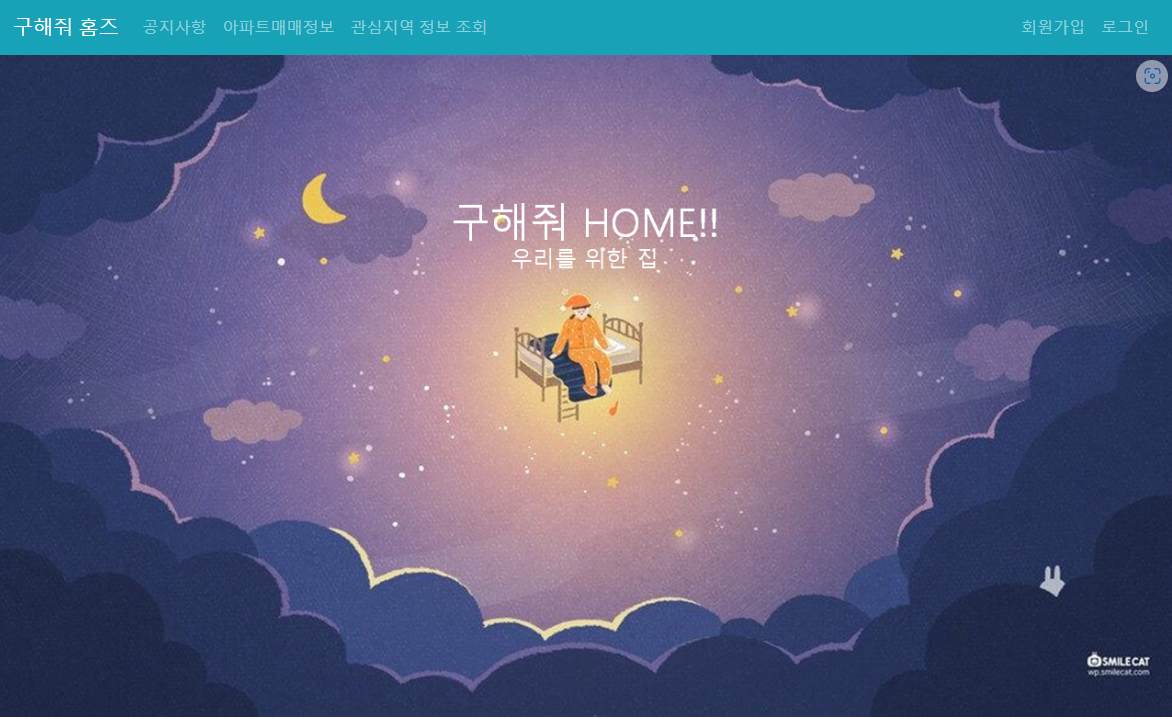 구해줘 홈즈 공지사항 아파트매매정보 관심지역 정보 조회 회원가입 로그인
구해줘 HOME!!
우리를 위한 집
SMILE CAT
wp.smilecat.com